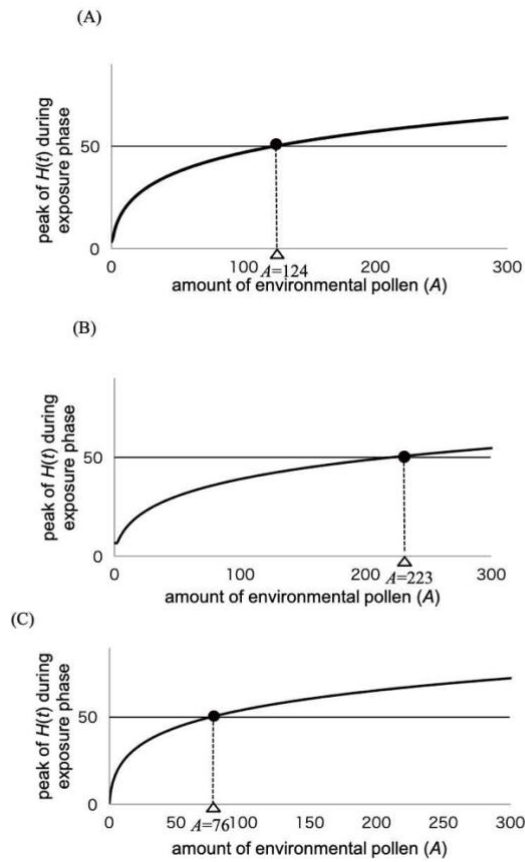 (A)
peak of H(t) during
exposure phase
50
0
0
100
200
300
A=124
amount of environmental pollen (A)
(B)
peak of H(t) during
exposure phase
50
0
0
100
200
300
A=223
amount of environmental pollen (A)
(C)
peak of H(t) during
exposure phase
50
0
0
50
100
150
200
250
300
A=76
amount of environmental pollen (A)